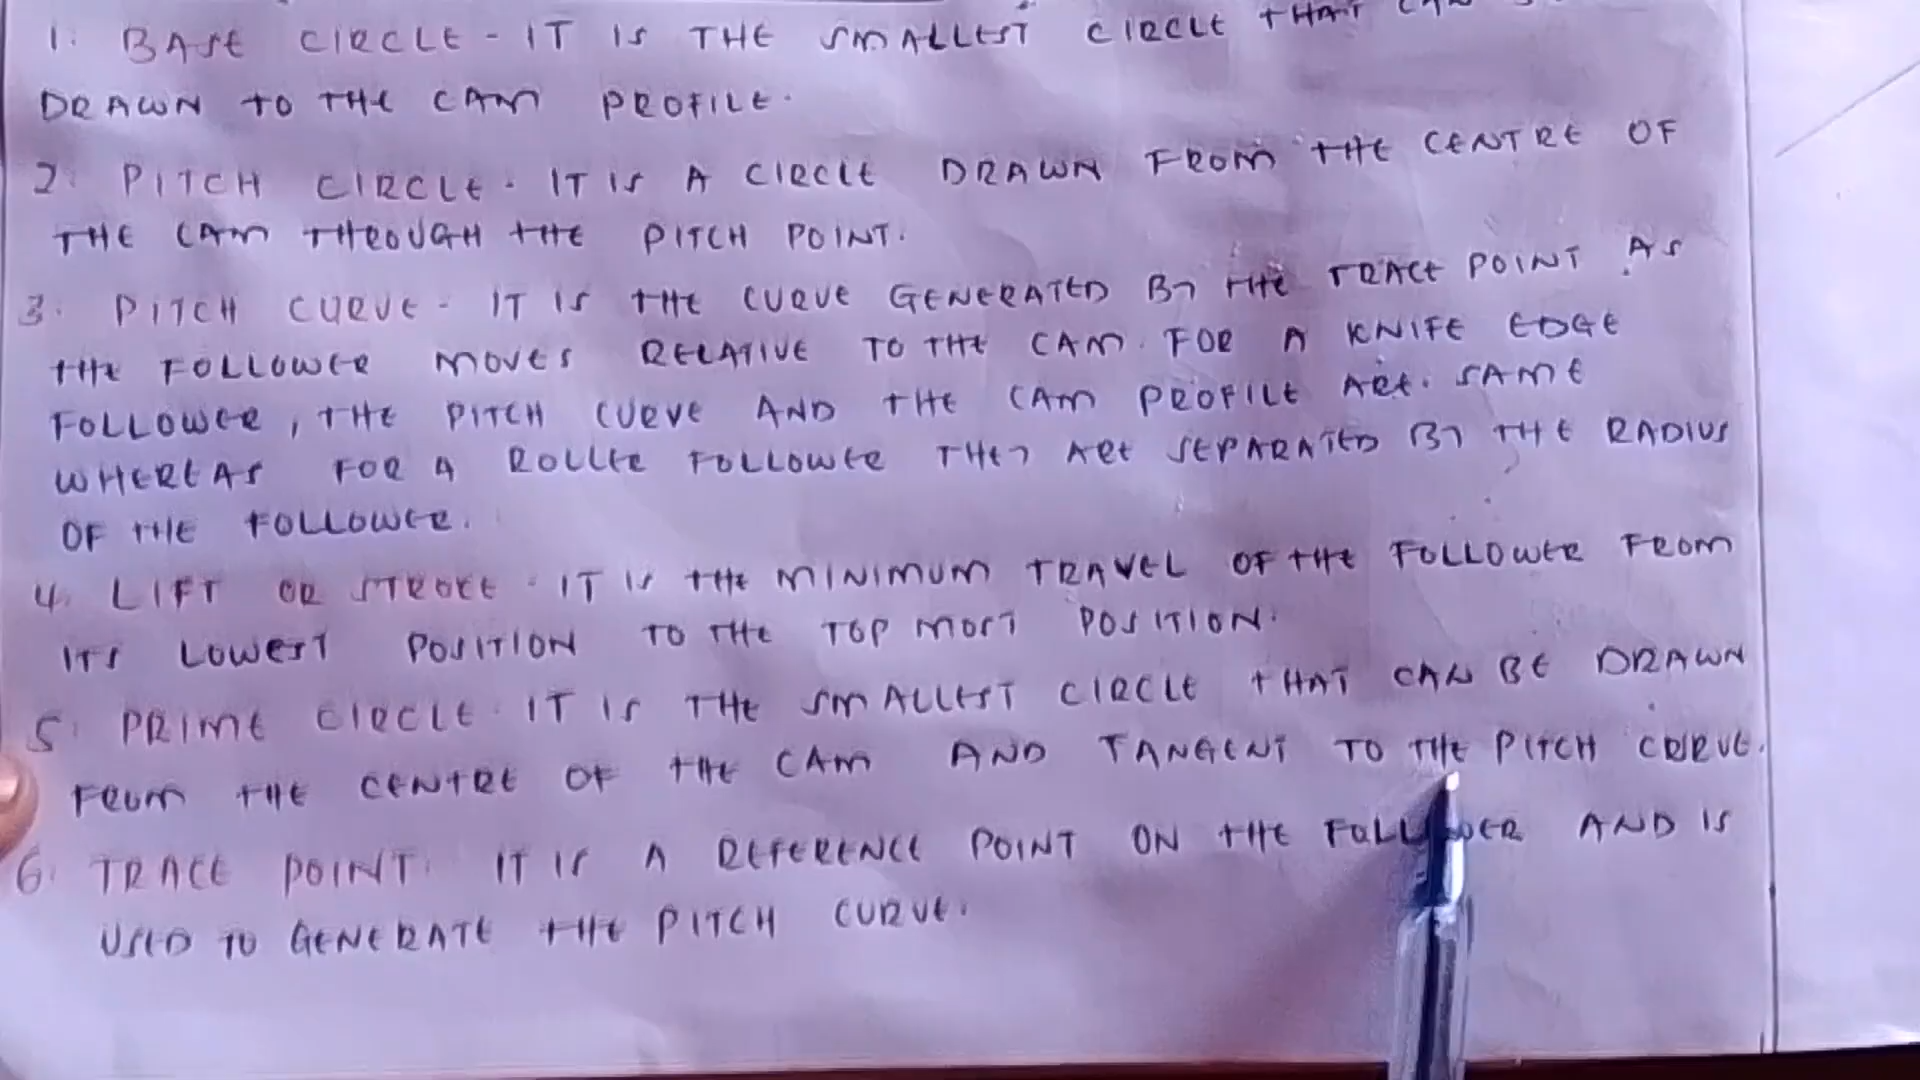 1. BASE CIRCLE - IT IS THE SMALLEST CIRCLE THAT CAN
DRAWN TO THE CAM PROFILE.
2. PITCH CIRCLE - IT IS A CIRCLE DRAWN FROM THE CENTRE OF
THE CAM THROUGH THE PITCH POINT.
3. PITCH CURVE - IT IS THE CURVE GENERATED BY THE TRACE POINT AS
THE FOLLOWER MOVES RELATIVE TO THE CAM. FOR A KNIFE EDGE
FOLLOWER, THE PITCH CURVE AND THE CAM PROFILE ARE SAME
WHEREAS FOR A ROLLER FOLLOWER THEY ARE SEPARATED BY THE RADIUS
OF THE FOLLOWER.
4. LIFT OR STROKE - IT IS THE MINIMUM TRAVEL OF THE FOLLOWER FROM
ITS LOWEST POSITION TO THE TOP MOST POSITION.
5. PRIME CIRCLE - IT IS THE SMALLEST CIRCLE THAT CAN BE DRAWN
FROM THE CENTRE OF THE CAM AND TANGENT TO THE PITCH CURVE.
6. TRACE POINT. IT IS A REFERENCE POINT ON THE FOLLOWER AND IS
USED TO GENERATE THE PITCH CURVE.